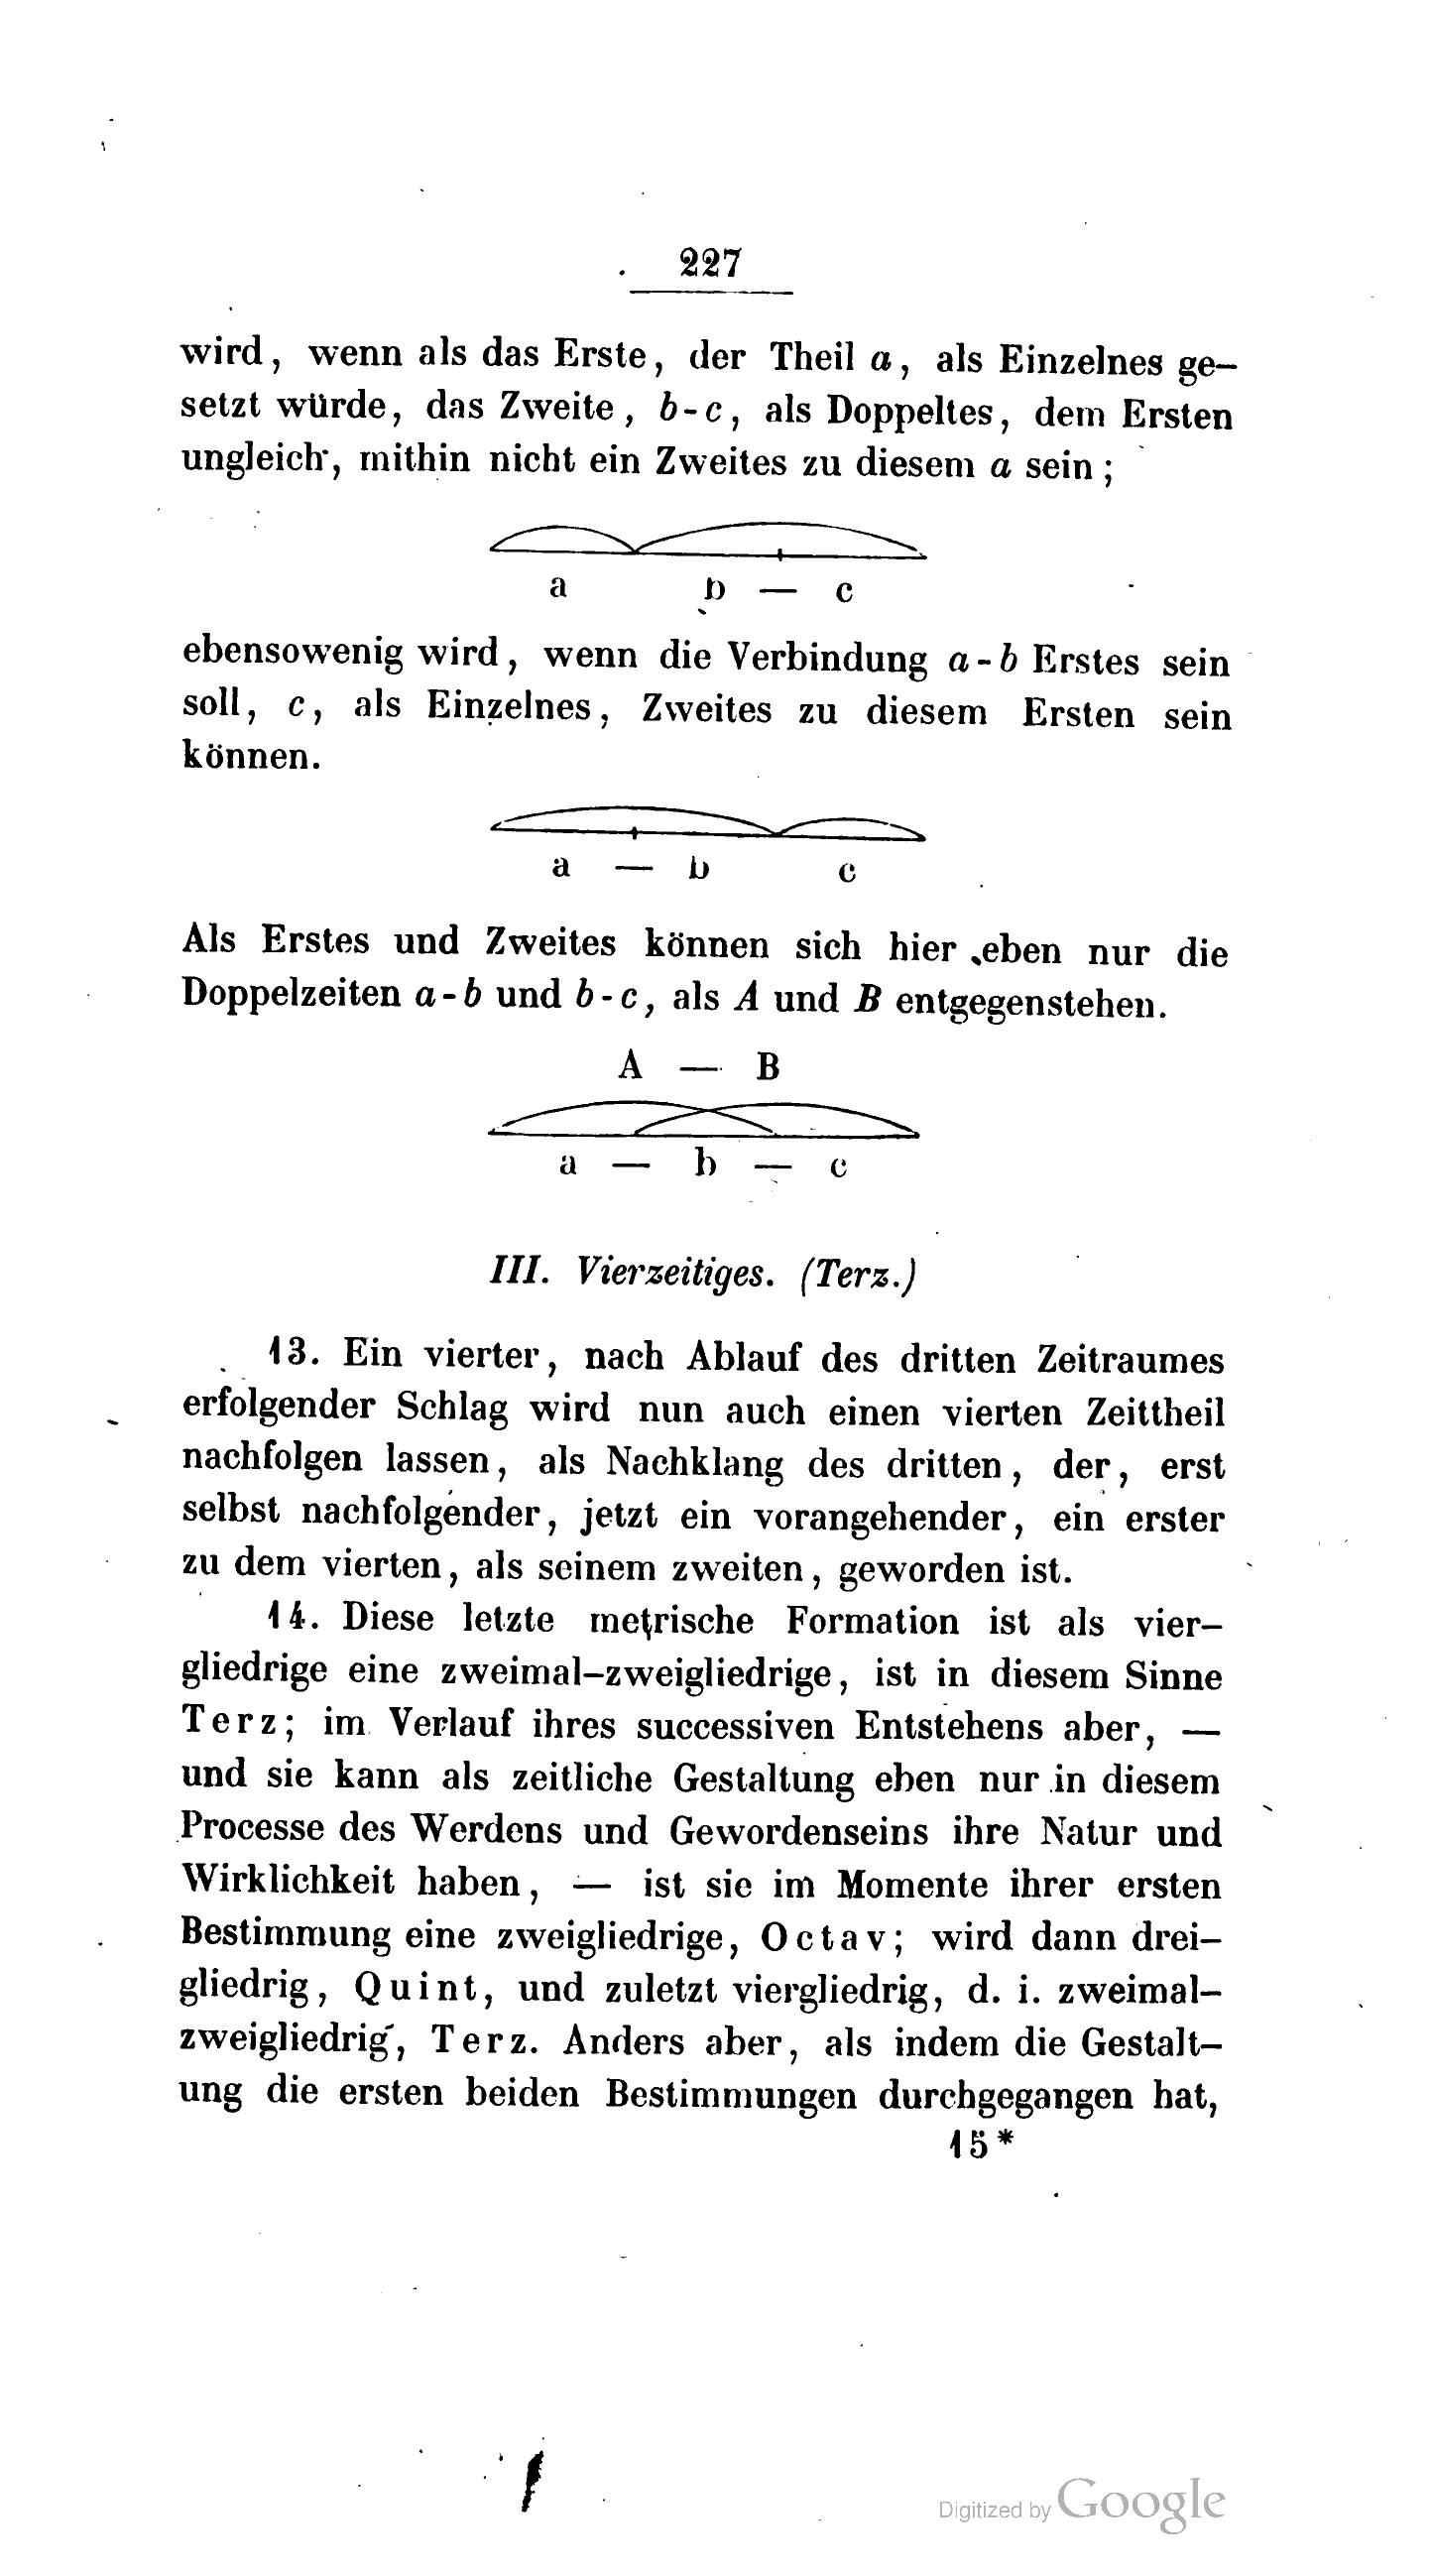 227
wird, wenn als das Erste, der Theil a, als Einzelnes ge-
setzt würde, das Zweite, b-c, als Doppeltes, dem Ersten
ungleich, mithin nicht ein Zweites zu diesem a sein;
a b — c
ebensowenig wird, wenn die Verbindung a-b Erstes sein
soll, c, als Einzelnes, Zweites zu diesem Ersten sein
können.
a — b c
Als Erstes und Zweites können sich hier eben nur die
Doppelzeiten a-b und b-c, als A und B entgegenstehen.
A — B
a — b — c
III. Vierzeitiges. (Terz.)
13. Ein vierter, nach Ablauf des dritten Zeitraumes
erfolgender Schlag wird nun auch einen vierten Zeittheil
nachfolgen lassen, als Nachklang des dritten, der, erst
selbst nachfolgender, jetzt ein vorangehender, ein erster
zu dem vierten, als seinem zweiten, geworden ist.
14. Diese letzte metrische Formation ist als vier-
gliedrige eine zweimal-zweigliedrige, ist in diesem Sinne
Terz; im Verlauf ihres successiven Entstehens aber, —
und sie kann als zeitliche Gestaltung eben nur in diesem
Processe des Werdens und Gewordenseins ihre Natur und
Wirklichkeit haben, — ist sie im Momente ihrer ersten
Bestimmung eine zweigliedrige, Octav; wird dann drei-
gliedrig, Quint, und zuletzt viergliedrig, d. i. zweimal-
zweigliedrig, Terz. Anders aber, als indem die Gestalt-
ung die ersten beiden Bestimmungen durchgegangen hat,
15*
Digitized by Google